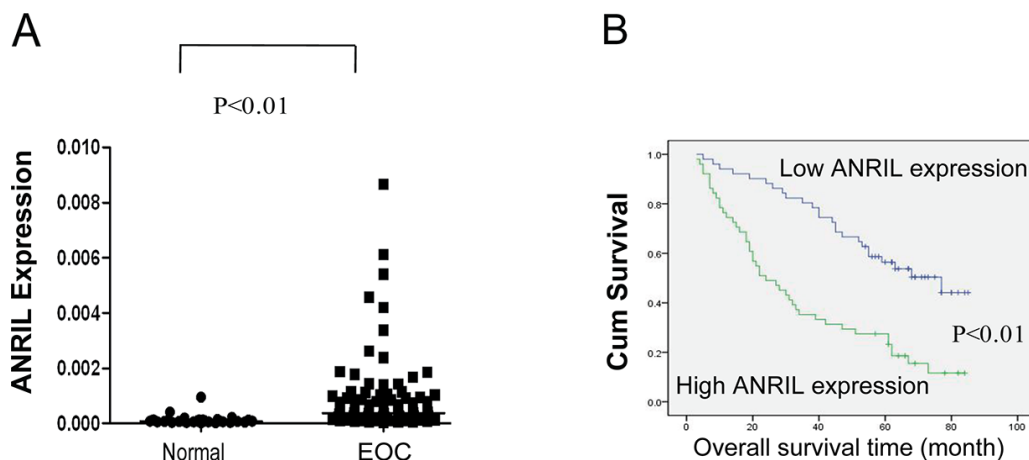 A
P<0.01
ANRIL Expression
0.010
0.008
0.006
0.004
0.002
0.000
Normal
EOC
B
Cum Survival
1.0
0.8
0.6
0.4
0.2
0.0
Low ANRIL expression
P<0.01
High ANRIL expression
0
20
40
60
80
100
Overall survival time (month)